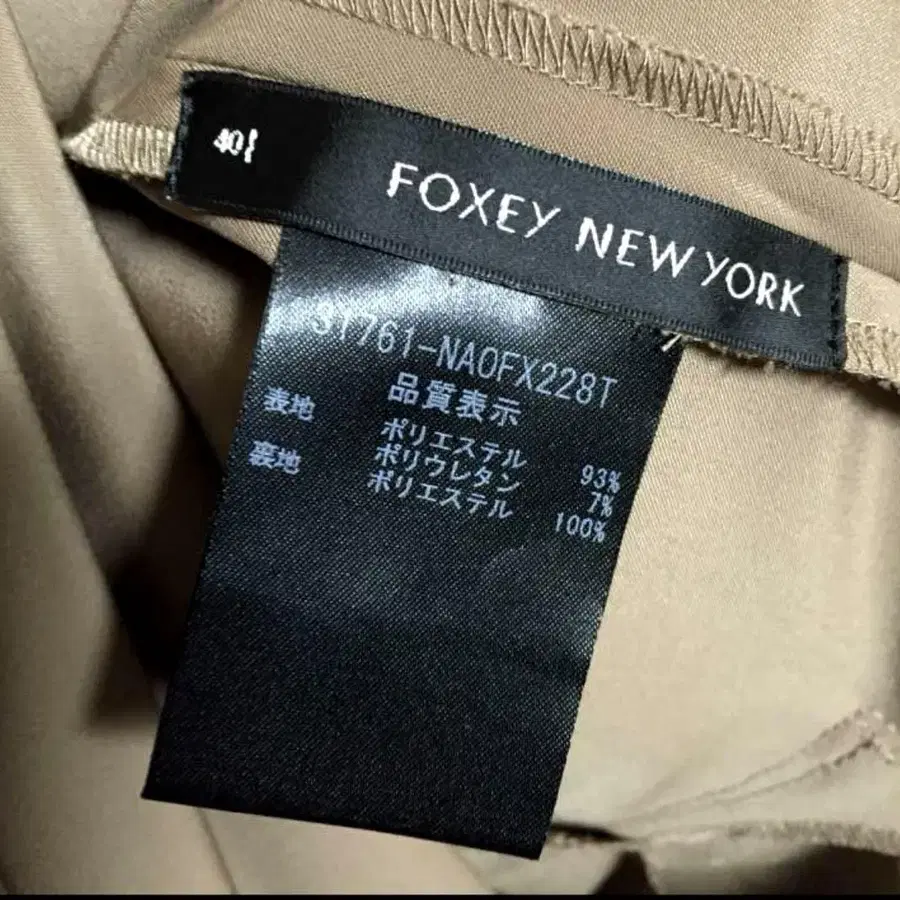 40
FOXEY NEW YORK
31761-NAOFX228T
品質表示
表地 ポリエステル 93%
ポリウレタン 7%
裏地 ポリエステル 100%